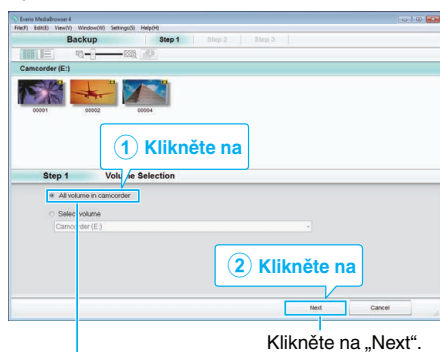 Everio MediaBrowser 4
File(F) Edit(E) View(V) Window(W) Settings(S) Help(H)
Backup Step 1 Step 2 Step 3
Camcorder (E:)
00001 00002 00004
1 Klikněte na
Step 1 Volume Selection
All volume in camcorder
Select volume
Camcorder (E:)
2 Klikněte na
Next Cancel
Klikněte na „Next“.